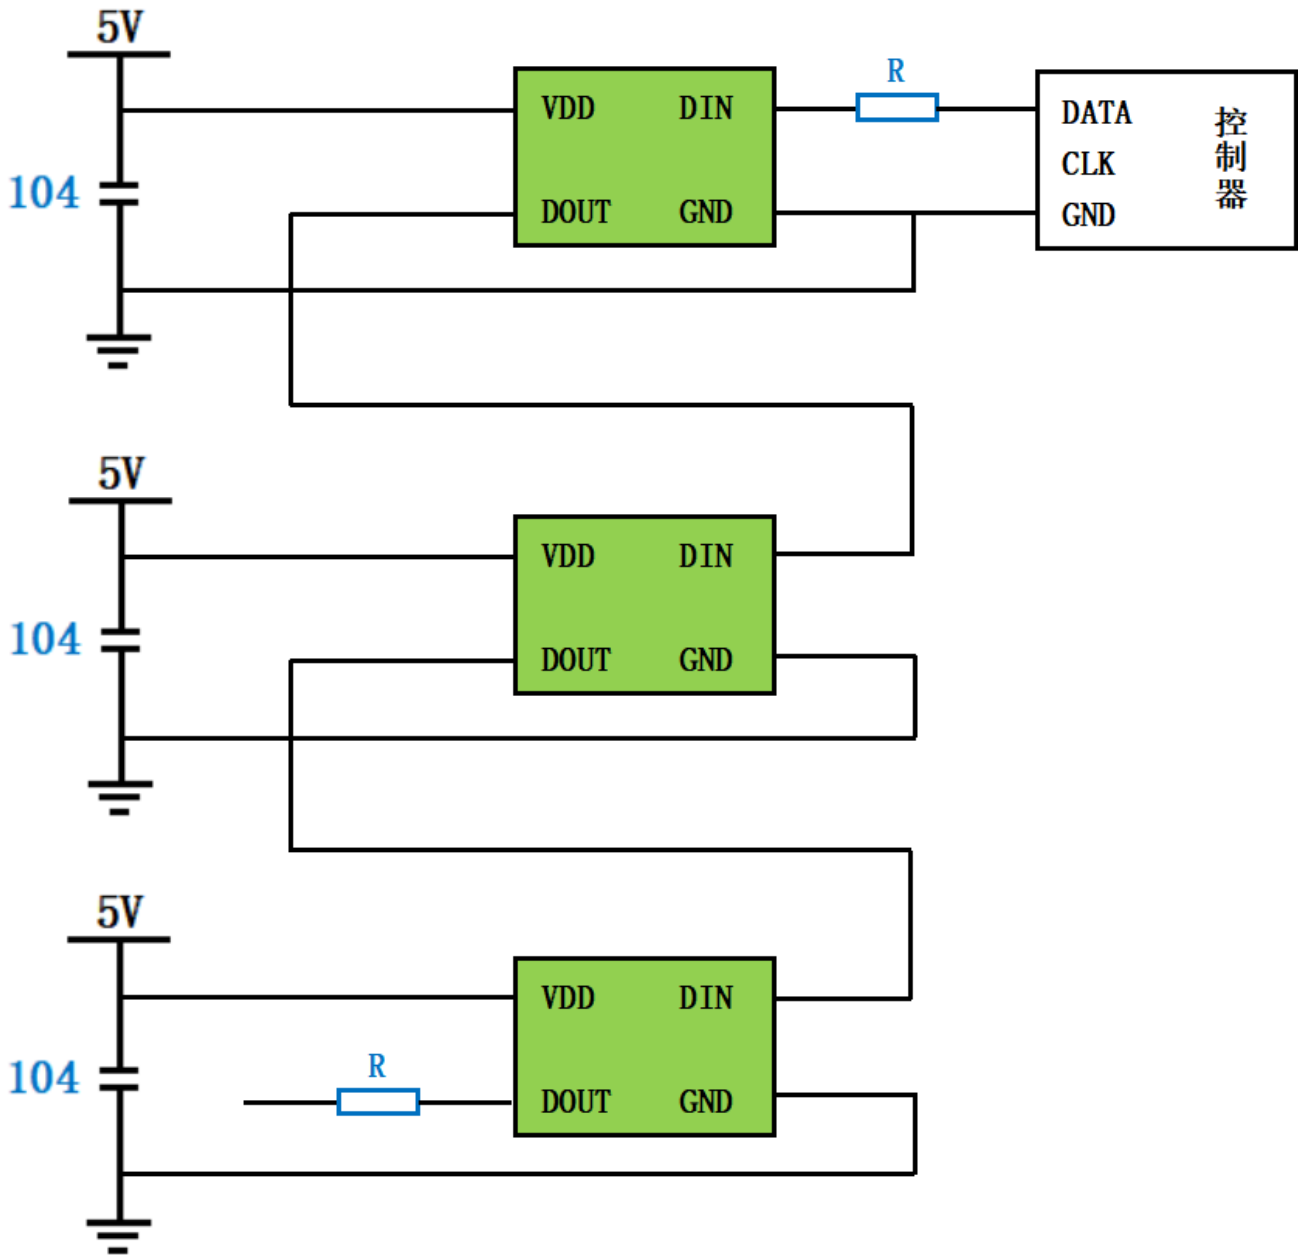 5V
R
VDD DIN
DATA
控制器
CLK
104
DOUT GND
GND
5V
VDD DIN
104
DOUT GND
5V
VDD DIN
R
104
DOUT GND